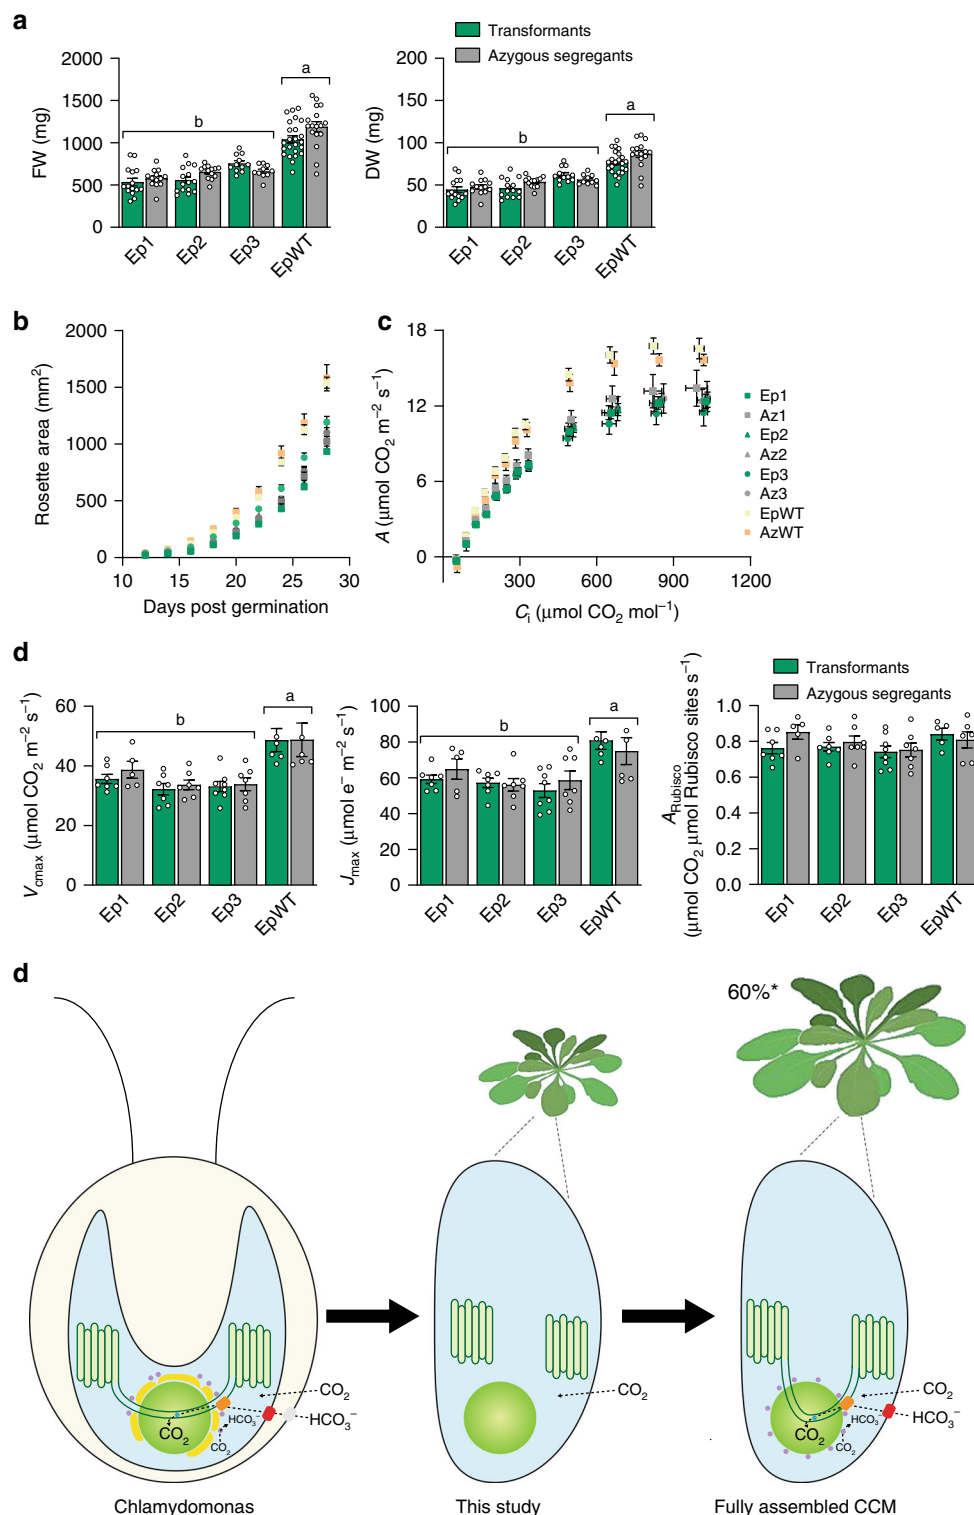 a
Transformants
Azygous segregants
FW (mg)
2000
1500
1000
500
0
a
b
Ep1
Ep2
Ep3
EpWT
DW (mg)
200
150
100
50
0
a
b
Ep1
Ep2
Ep3
EpWT
b
Rosette area (mm²)
2000
1500
1000
500
0
10
15
20
25
30
Days post germination
c
A (μmol CO₂ m⁻² s⁻¹)
18
12
6
0
300
600
900
1200
Cᵢ (μmol CO₂ mol⁻¹)
Ep1
Az1
Ep2
Az2
Ep3
Az3
EpWT
AzWT
d
Transformants
Azygous segregants
V_cmax (μmol CO₂ m⁻² s⁻¹)
60
40
20
0
b
a
Ep1
Ep2
Ep3
EpWT
J_max (μmol e⁻ m⁻² s⁻¹)
100
80
60
40
20
0
b
a
Ep1
Ep2
Ep3
EpWT
A_Rubisco
(μmol CO₂ μmol Rubisco sites s⁻¹)
1.0
0.8
0.6
0.4
0.2
0.0
Ep1
Ep2
Ep3
EpWT
d
60%*
CO₂
HCO₃⁻
HCO₃⁻
CO₂
CO₂
Chlamydomonas
CO₂
This study
CO₂
HCO₃⁻
HCO₃⁻
CO₂
CO₂
Fully assembled CCM